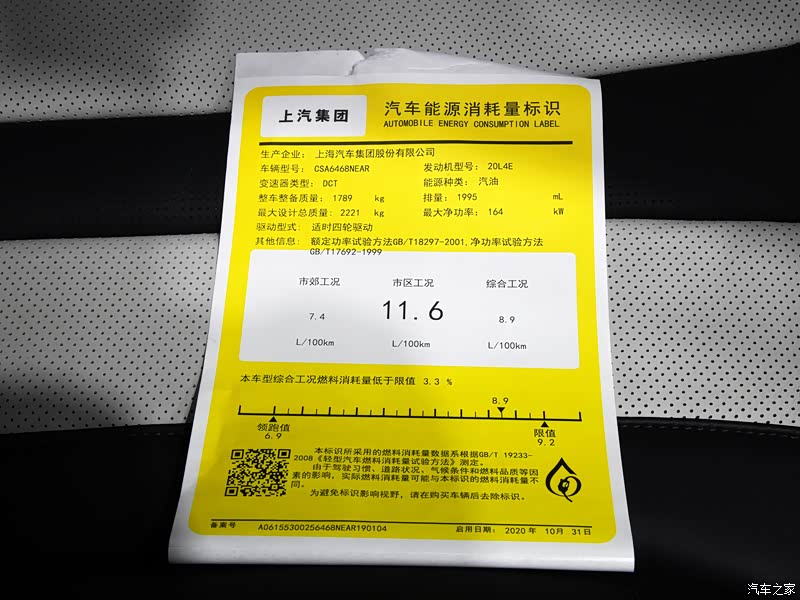 上汽集团
汽车能源消耗量标识
AUTOMOBILE ENERGY CONSUMPTION LABEL
生产企业: 上海汽车集团股份有限公司
车辆型号: CSA6468NEAR 发动机型号: 20L4E
变速器类型: DCT 能源种类: 汽油
整车整备质量: 1789 kg 排量: 1995 mL
最大设计总质量: 2221 kg 最大净功率: 164 kW
驱动型式: 适时四轮驱动
其他信息: 额定功率试验方法GB/T18297-2001,净功率试验方法
GB/T17692-1999
市郊工况 市区工况 综合工况
7.4 11.6 8.9
L/100km L/100km L/100km
本车型综合工况燃料消耗量低于限值 3.3 %
8.9
领跑值 限值
6.9 9.2
本标识所采用的燃料消耗量数据系根据GB/T 19233-
2008《轻型汽车燃料消耗量试验方法》测定。
由于驾驶习惯、道路状况、气候条件和燃料品质等因
素的影响，实际燃料消耗量可能与本标识的燃料消耗量不
同。
为避免标识影响视野，请在购买车辆后去除标识。
备案号 A06155300256468NEAR190104 启用日期: 2020 年 10月 31日
汽车之家